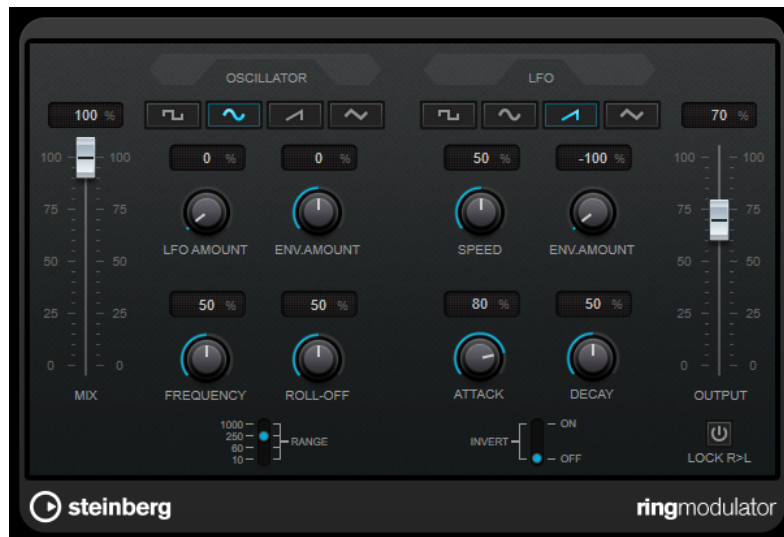 OSCILLATOR LFO
100 % 70 %
0 % 0 % 50 % -100 %
100 100 100 100
75 75 75 75
LFO AMOUNT ENV.AMOUNT SPEED ENV.AMOUNT
50 50 50 50
50 % 50 % 80 % 50 %
25 25 25 25
0 0 0 0
MIX FREQUENCY ROLL-OFF ATTACK DECAY OUTPUT
1000
250
60
10
RANGE
INVERT
ON
OFF
LOCK R>L
steinberg ringmodulator